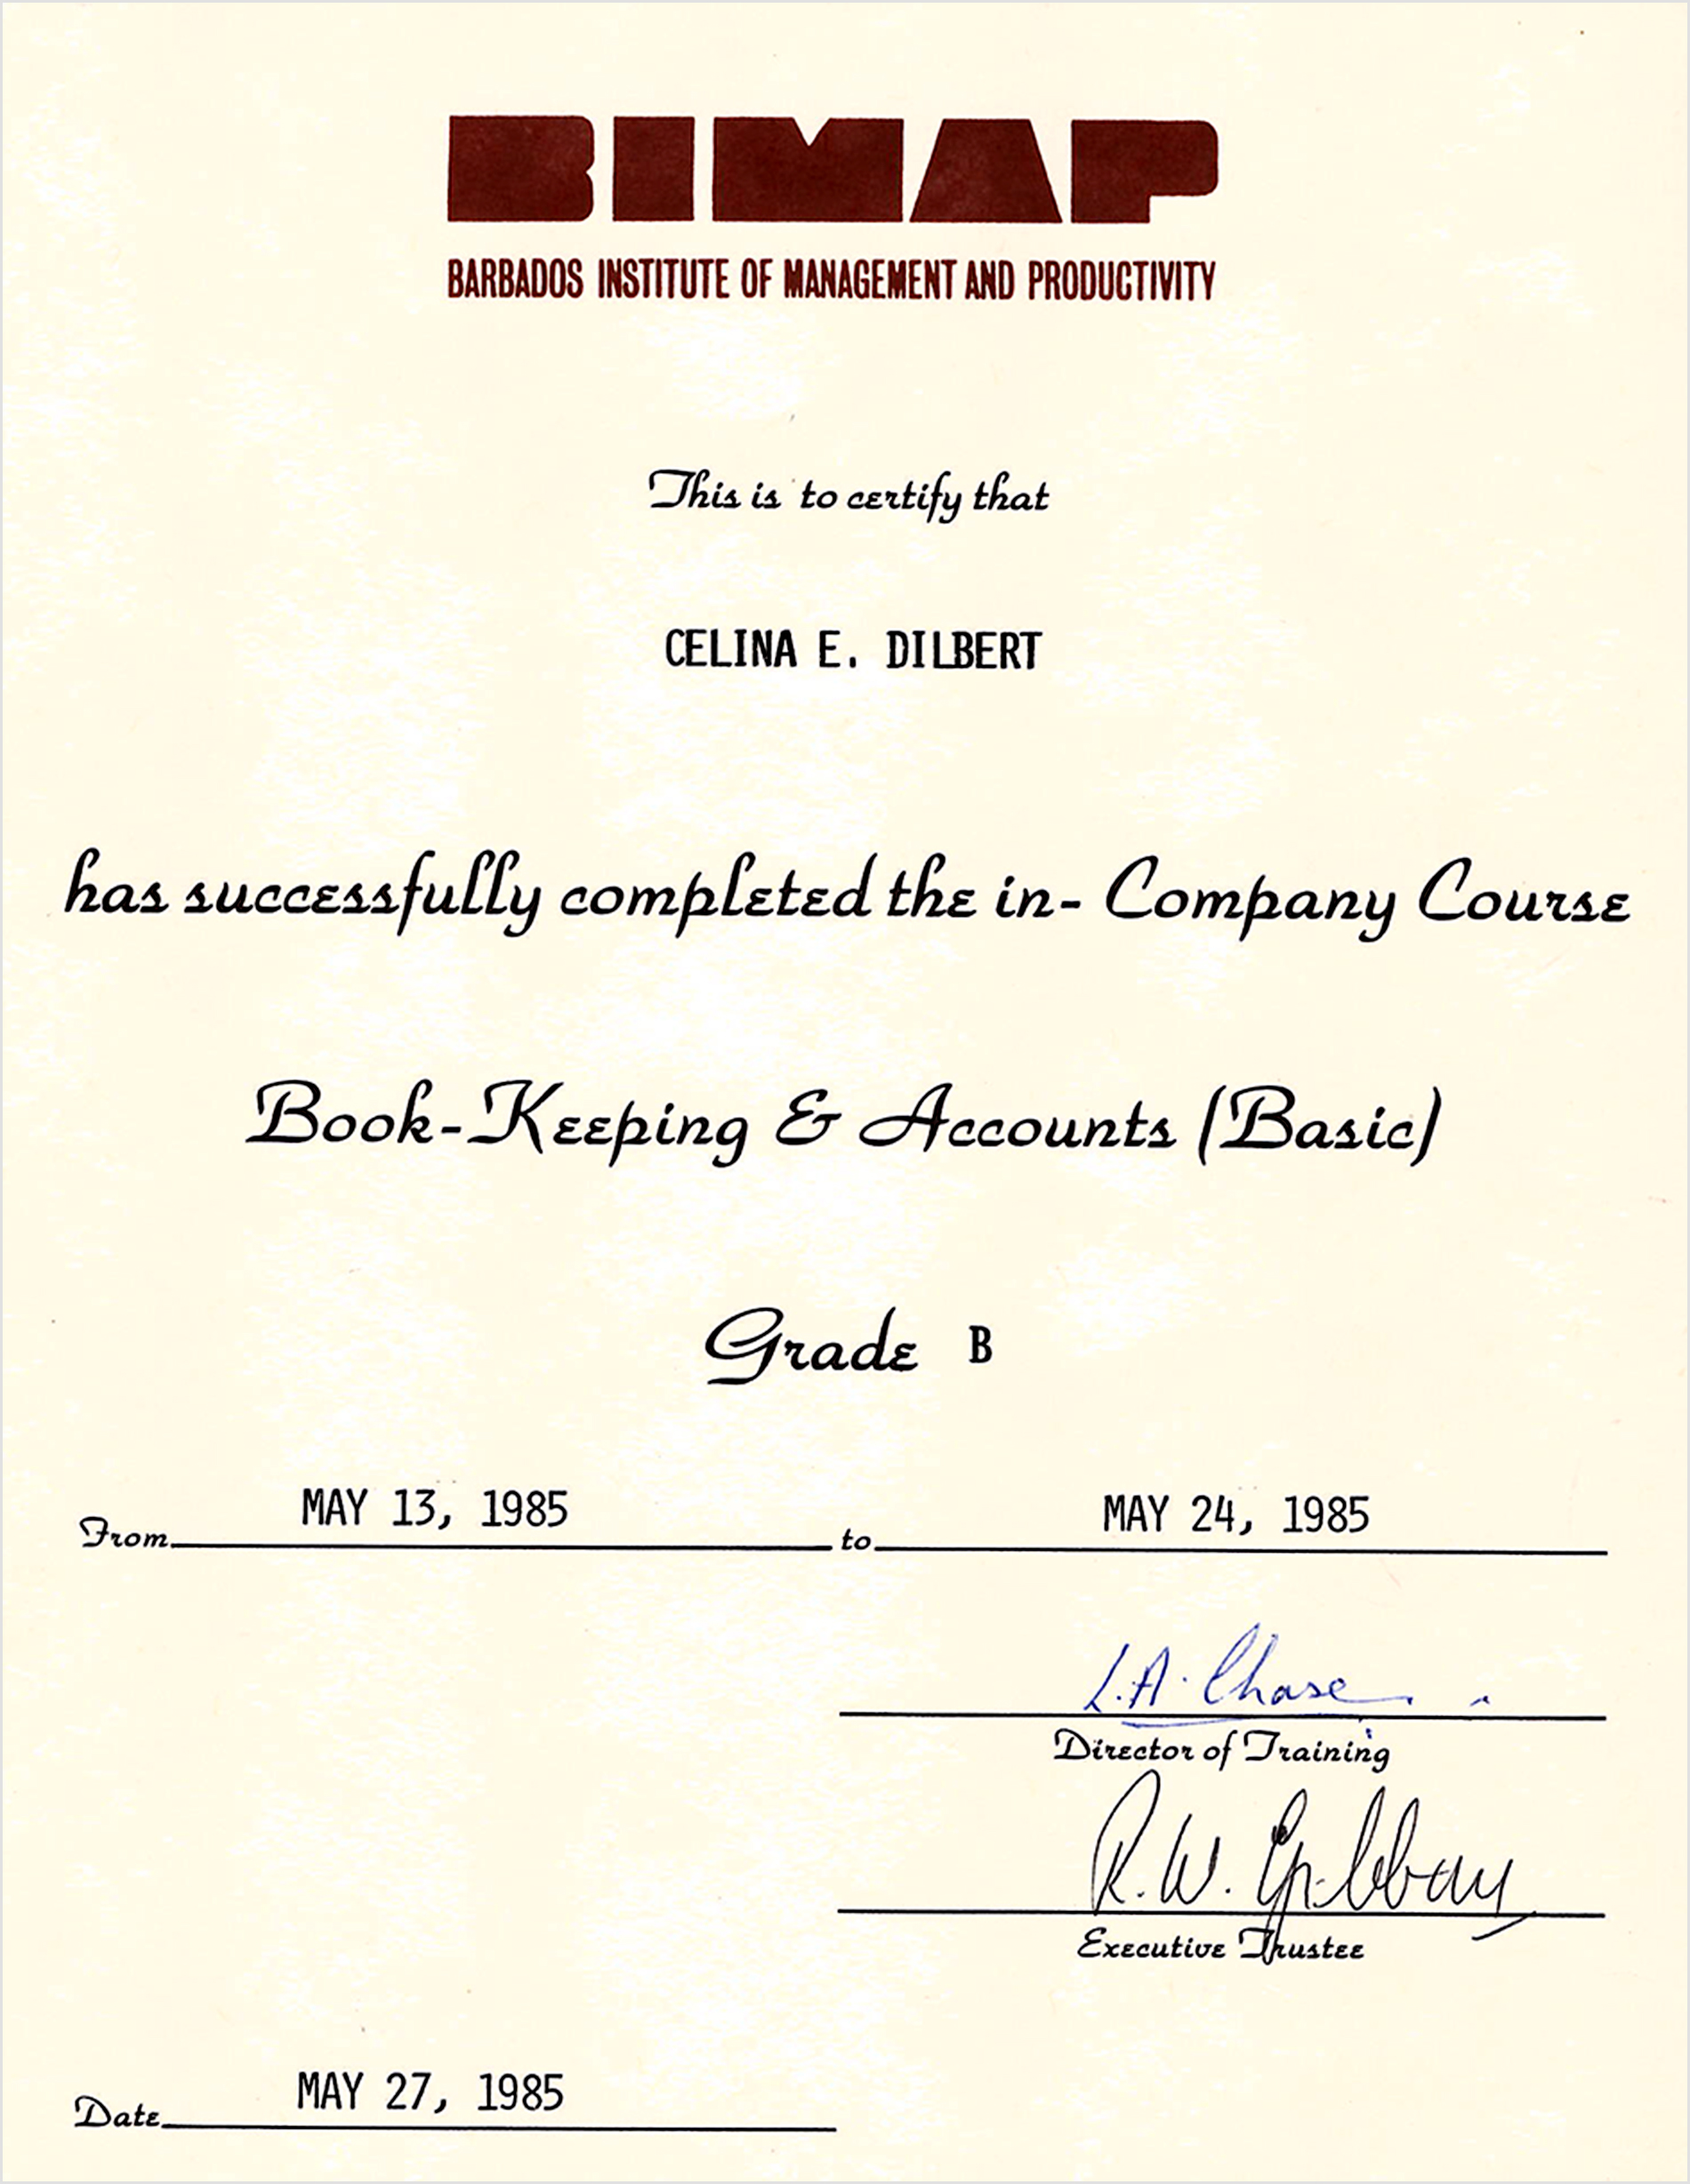 BIMAP
BARBADOS INSTITUTE OF MANAGEMENT AND PRODUCTIVITY
This is to certify that
CELINA E. DILBERT
has successfully completed the in- Company Course
Book-Keeping & Accounts (Basic)
Grade B
From MAY 13, 1985 to MAY 24, 1985
L.A. Chase
Director of Training
R.W.
Executive Trustee
Date MAY 27, 1985